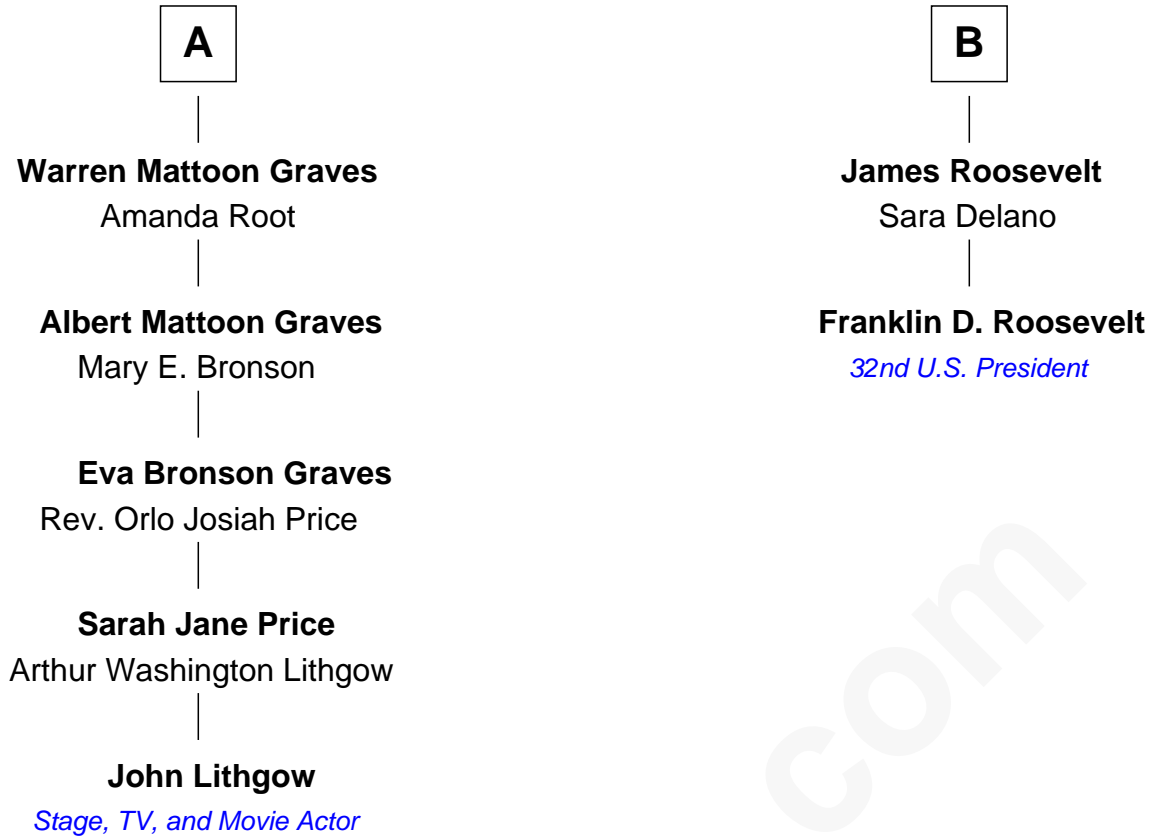 A
Warren Mattoon Graves
Amanda Root
Albert Mattoon Graves
Mary E. Bronson
Eva Bronson Graves
Rev. Orlo Josiah Price
Sarah Jane Price
Arthur Washington Lithgow
John Lithgow
Stage, TV, and Movie Actor
B
James Roosevelt
Sara Delano
Franklin D. Roosevelt
32nd U.S. President
com